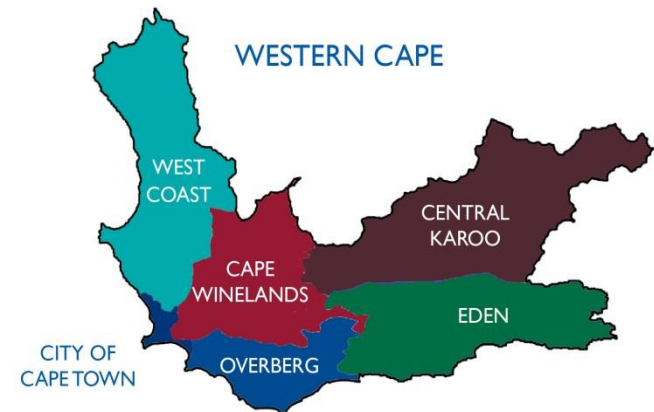 WESTERN CAPE
WEST
COAST
CENTRAL
KAROO
CAPE
WINELANDS
EDEN
CITY OF
CAPE TOWN
OVERBERG